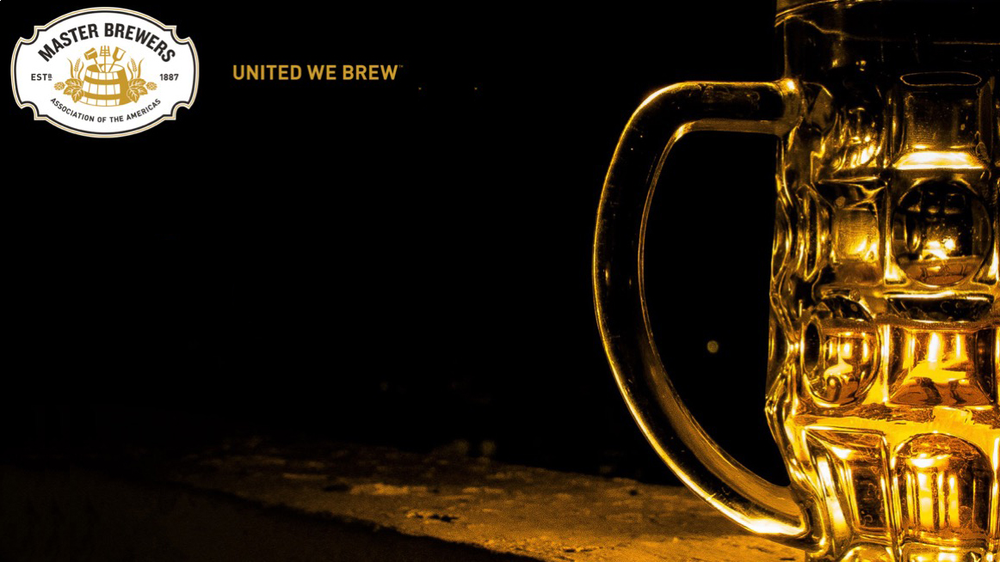 MASTER BREWERS
ESTD 1887
ASSOCIATION OF THE AMERICAS
UNITED WE BREW™